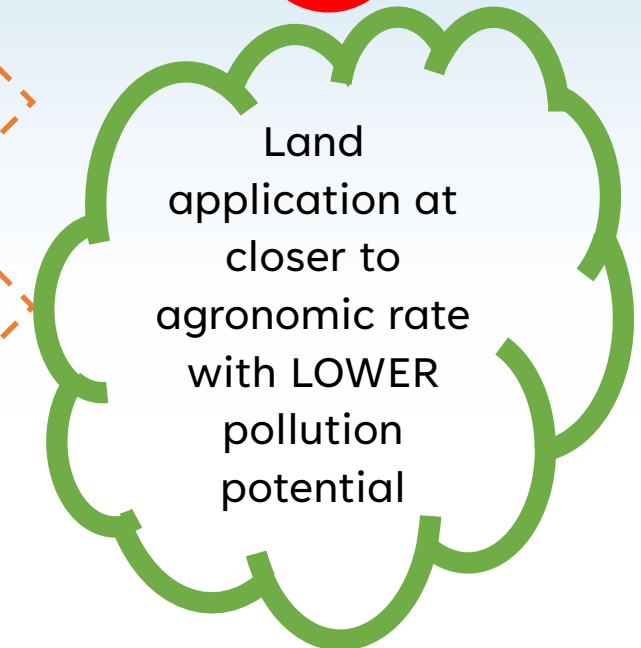 Land
application at
closer to
agronomic rate
with LOWER
pollution
potential